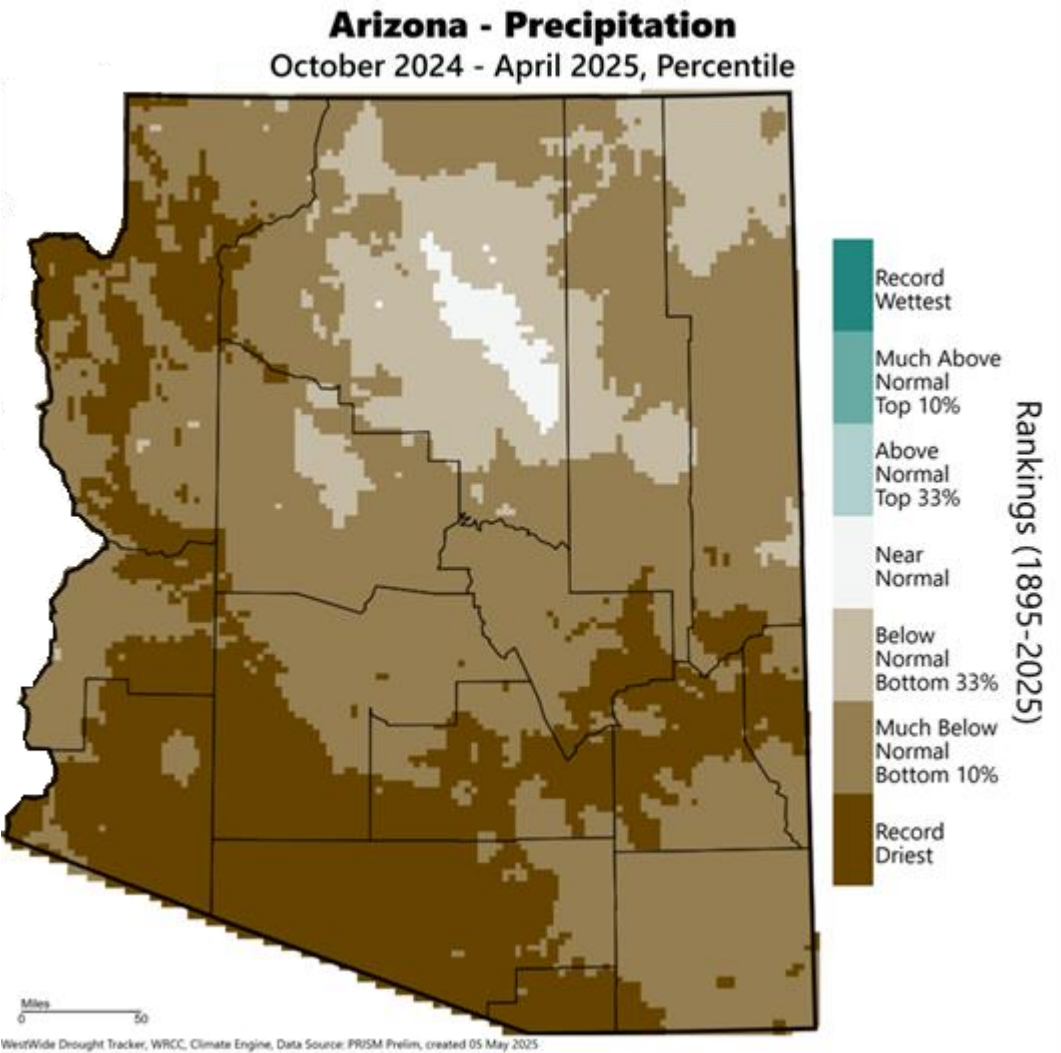 Arizona - Precipitation
October 2024 - April 2025, Percentile
Record
Wettest
Much Above
Normal
Top 10%
Above
Normal
Top 33%
Near
Normal
Below
Normal
Bottom 33%
Much Below
Normal
Bottom 10%
Record
Driest
Rankings (1895-2025)
Miles
0 50
WestWide Drought Tracker, WRCC, Climate Engine, Data Source: PRISM Prelim, created 05 May 2025